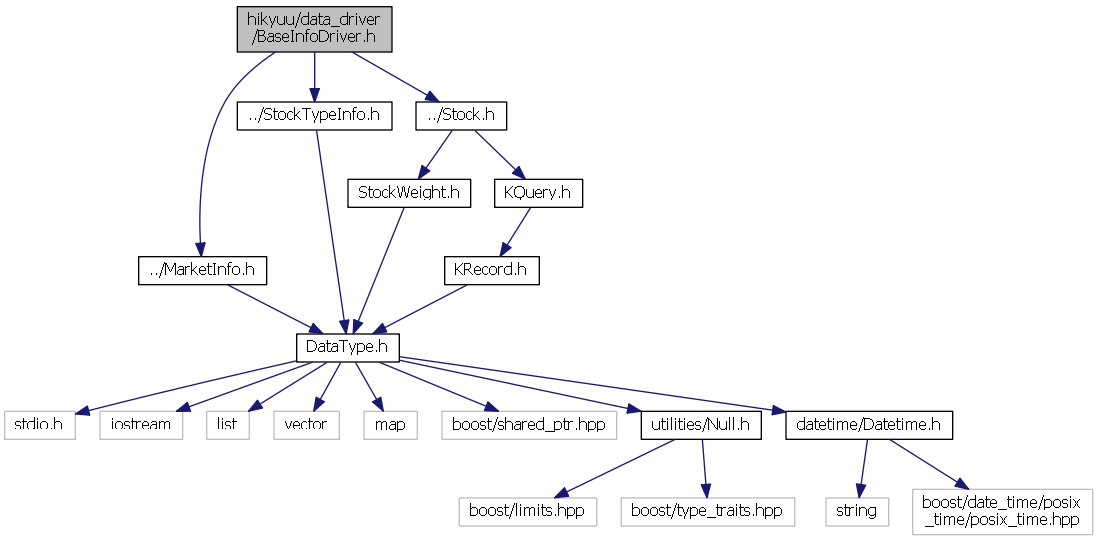 hikyuu/data_driver
/BaseInfoDriver.h
../StockTypeInfo.h
../Stock.h
StockWeight.h
KQuery.h
../MarketInfo.h
KRecord.h
DataType.h
stdio.h
iostream
list
vector
map
boost/shared_ptr.hpp
utilities/Null.h
datetime/Datetime.h
boost/limits.hpp
boost/type_traits.hpp
string
boost/date_time/posix
_time/posix_time.hpp